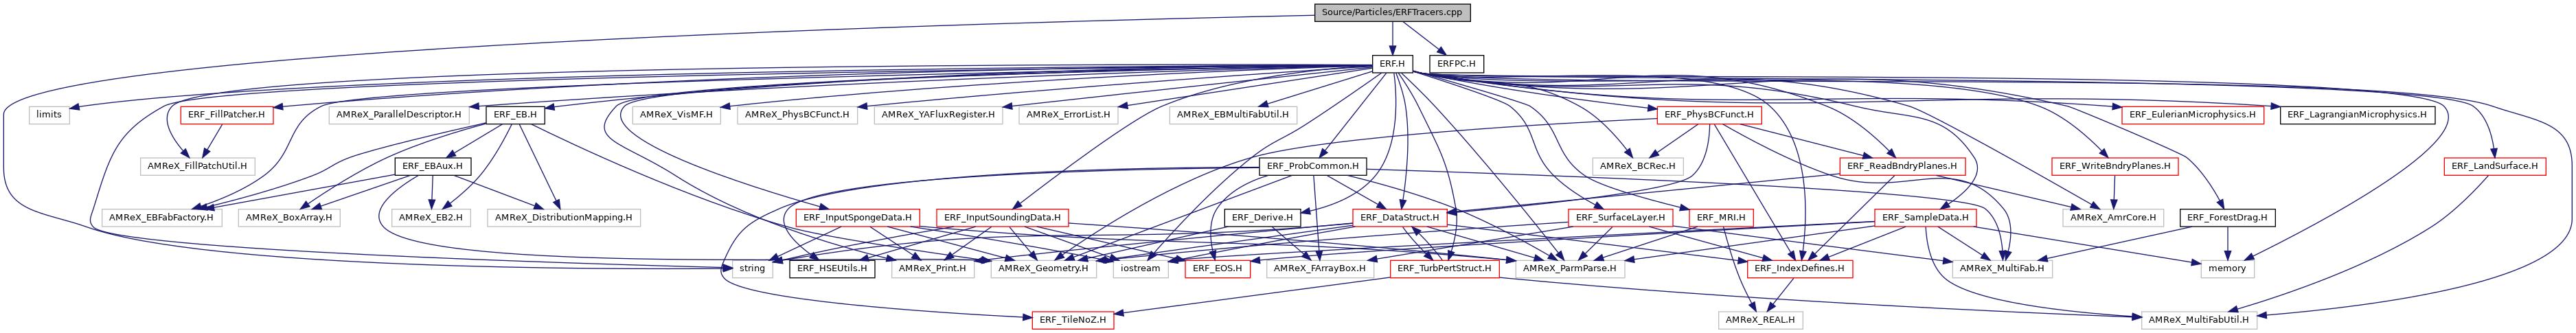 Source/Particles/ERFTracers.cpp
ERF.H
ERFPC.H
limits
ERF_FillPatcher.H
AMReX_ParallelDescriptor.H
ERF_EB.H
AMReX_VisMF.H
AMReX_PhysBCFunct.H
AMReX_YAFluxRegister.H
AMReX_ErrorList.H
AMReX_EBMultiFabUtil.H
ERF_PhysBCFunct.H
ERF_EulerianMicrophysics.H
ERF_LagrangianMicrophysics.H
AMReX_FillPatchUtil.H
ERF_EBAux.H
ERF_ProbCommon.H
AMReX_BCRec.H
ERF_ReadBndryPlanes.H
ERF_WriteBndryPlanes.H
ERF_LandSurface.H
AMReX_EBFabFactory.H
AMReX_BoxArray.H
AMReX_EB2.H
AMReX_DistributionMapping.H
ERF_InputSpongeData.H
ERF_InputSoundingData.H
ERF_Derive.H
ERF_DataStruct.H
ERF_SurfaceLayer.H
ERF_MRI.H
ERF_SampleData.H
AMReX_AmrCore.H
ERF_ForestDrag.H
string
ERF_HSEUtils.H
AMReX_Print.H
AMReX_Geometry.H
iostream
ERF_EOS.H
AMReX_FArrayBox.H
ERF_TurbPertStruct.H
AMReX_ParmParse.H
ERF_IndexDefines.H
AMReX_MultiFab.H
memory
ERF_TileNoZ.H
AMReX_REAL.H
AMReX_MultiFabUtil.H